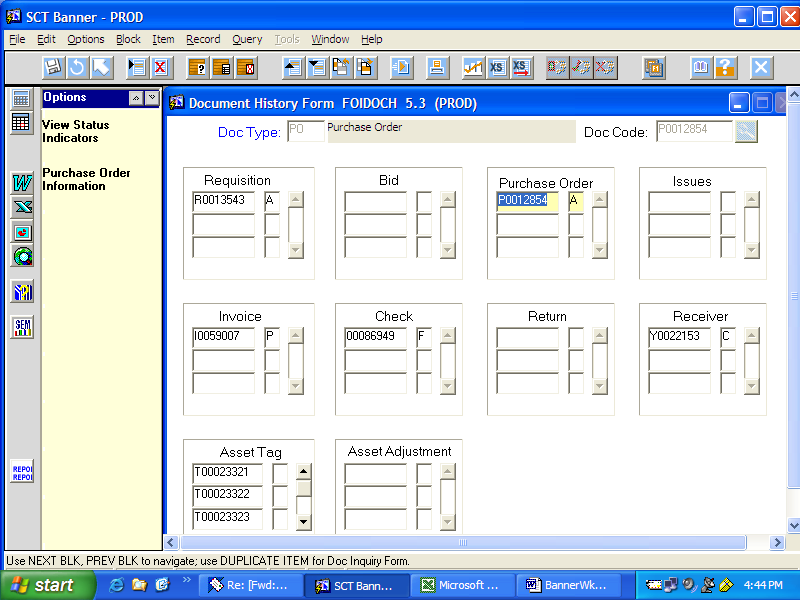 SCT Banner - PROD
File Edit Options Block Item Record Query Tools Window Help
XS XS
Options
View Status
Indicators
Purchase Order
Information
Document History Form FOIDOCH 5.3 (PROD)
Doc Type: PO Purchase Order Doc Code: P0012854
Requisition Bid Purchase Order Issues
R0013543 A P0012854 A
Invoice Check Return Receiver
I0059007 P 00086949 F Y0022153 C
Asset Tag Asset Adjustment
T00023321
T00023322
T00023323
SEM
REPO
REPO
Use NEXT BLK, PREV BLK to navigate; use DUPLICATE ITEM for Doc Inquiry Form.
start Re: [Fwd:... SCT Bann... Microsoft ... BannerWk... 4:44 PM